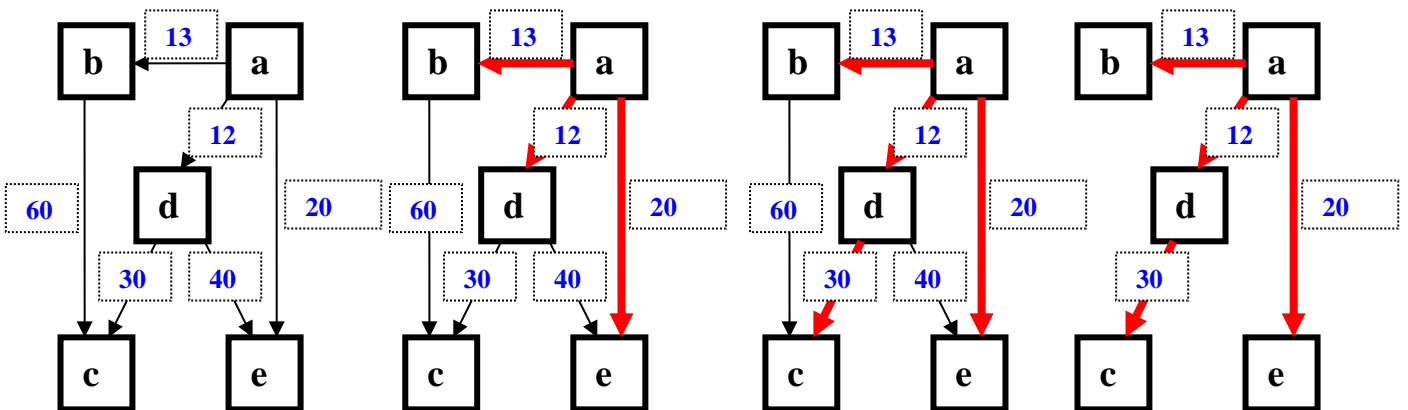 13 13 13 13
b a b a b a b a
12 12 12 12
60 d 20 60 d 20 60 d 20 d 20
30 40 30 40 30 40 30
c e c e c e c e